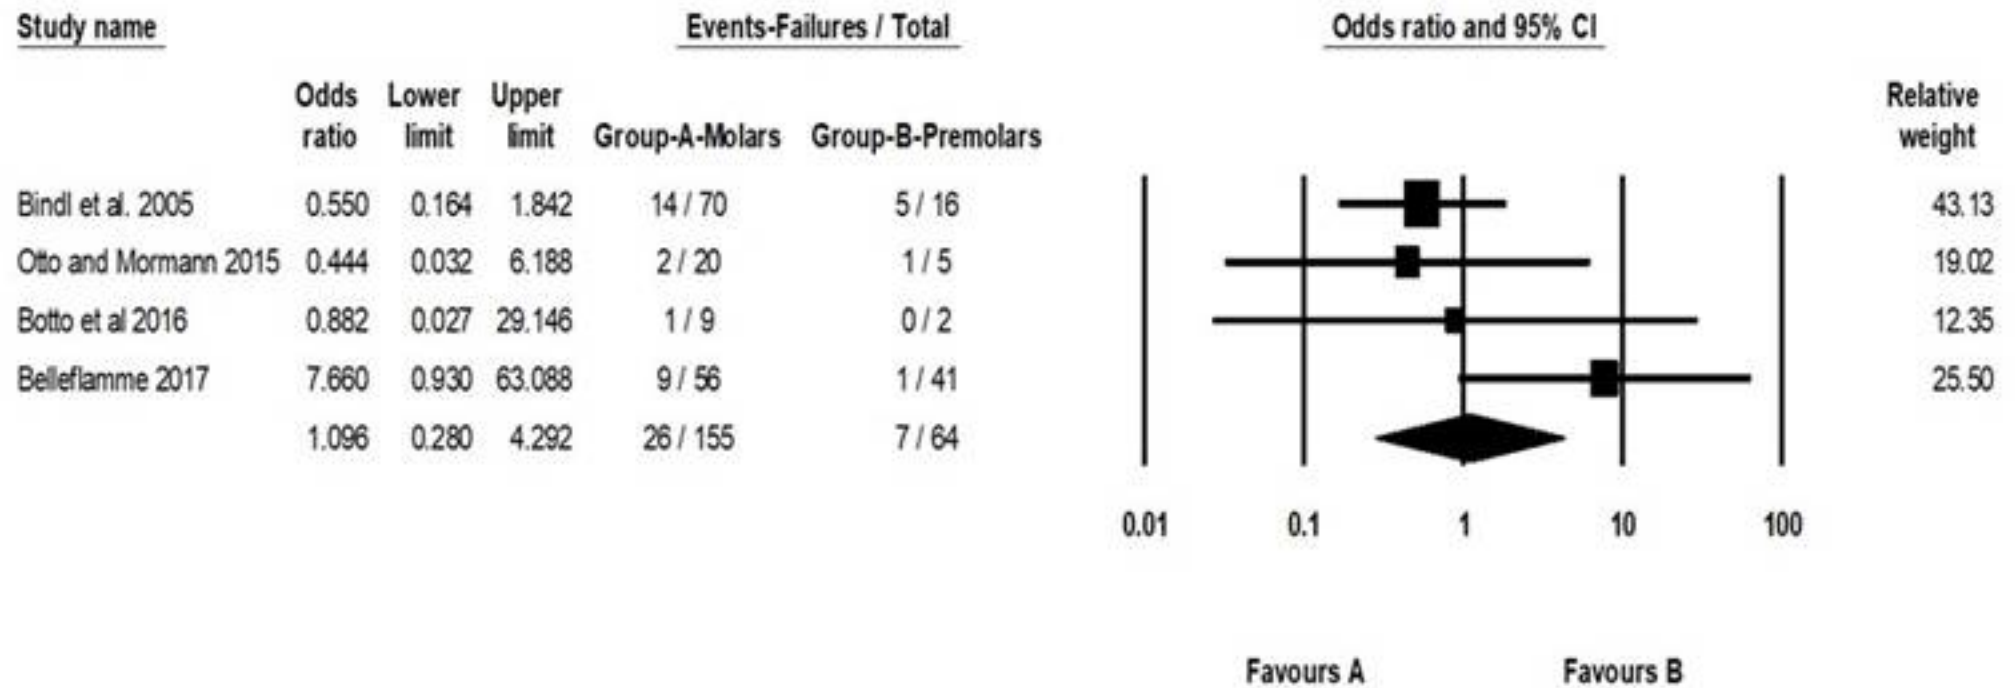 Study name Events-Failures / Total Odds ratio and 95% CI
Odds Lower Upper Relative
ratio limit limit Group-A-Molars Group-B-Premolars weight
Bindl et al. 2005 0.550 0.164 1.842 14 / 70 5 / 16 43.13
Otto and Mormann 2015 0.444 0.032 6.188 2 / 20 1 / 5 19.02
Botto et al 2016 0.882 0.027 29.146 1 / 9 0 / 2 12.35
Belleflamme 2017 7.660 0.930 63.088 9 / 56 1 / 41 25.50
1.096 0.280 4.292 26 / 155 7 / 64
0.01 0.1 1 10 100
Favours A Favours B